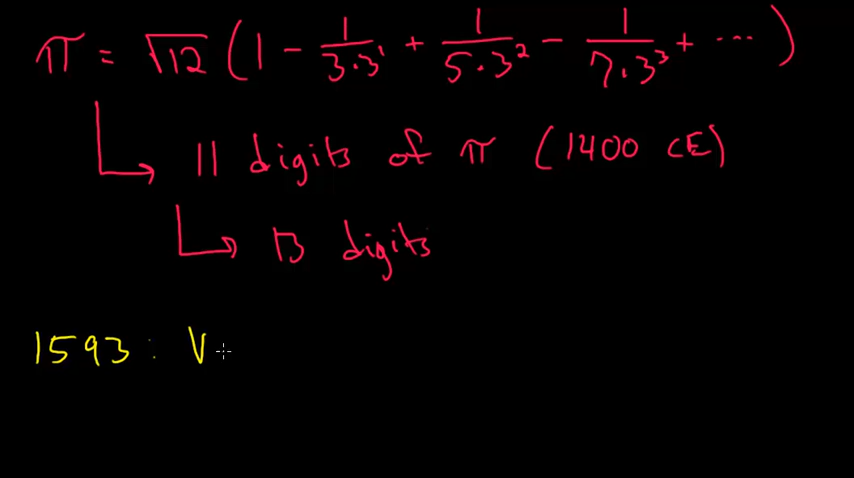 π = √12 (1 - 1/(3·3¹) + 1/(5·3²) - 1/(7·3³) + ⋯)
11 digits of π (1400 CE)
13 digits
1593: V